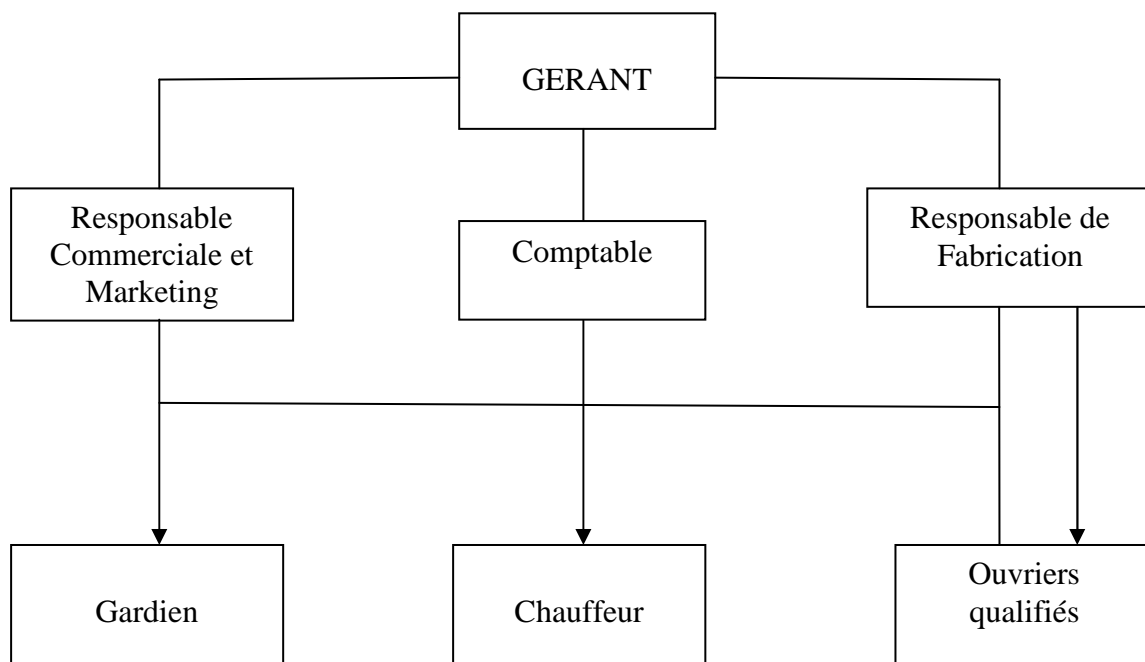 GERANT
Responsable
Commerciale et
Marketing
Comptable
Responsable de
Fabrication
Gardien
Chauffeur
Ouvriers
qualifiés